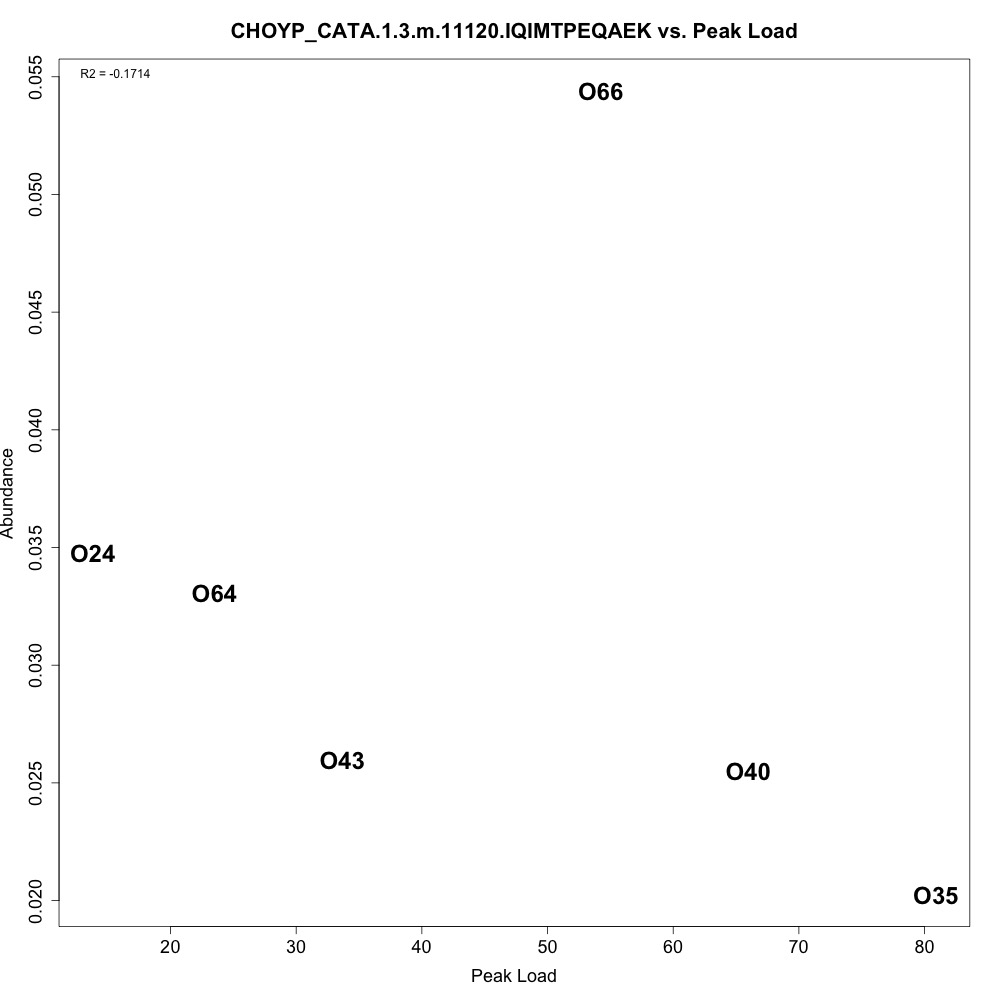 CHOYP_CATA.1.3.m.11120.IQIMTPEQAEK vs. Peak Load
R2 = -0.1714
O66
O24
O64
O43
O40
O35
0.055
0.050
0.045
0.040
0.035
0.030
0.025
0.020
Abundance
20 30 40 50 60 70 80
Peak Load